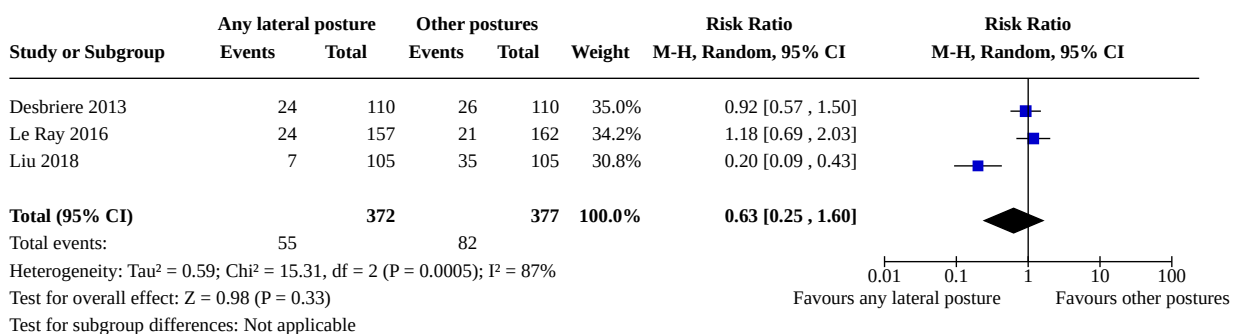 Any lateral posture Other postures Risk Ratio Risk Ratio
Study or Subgroup Events Total Events Total Weight M-H, Random, 95% CI M-H, Random, 95% CI
Desbriere 2013 24 110 26 110 35.0% 0.92 [0.57 , 1.50]
Le Ray 2016 24 157 21 162 34.2% 1.18 [0.69 , 2.03]
Liu 2018 7 105 35 105 30.8% 0.20 [0.09 , 0.43]
Total (95% CI) 372 377 100.0% 0.63 [0.25 , 1.60]
Total events: 55 82
Heterogeneity: Tau² = 0.59; Chi² = 15.31, df = 2 (P = 0.0005); I² = 87%
0.01 0.1 1 10 100
Test for overall effect: Z = 0.98 (P = 0.33)
Favours any lateral posture Favours other postures
Test for subgroup differences: Not applicable